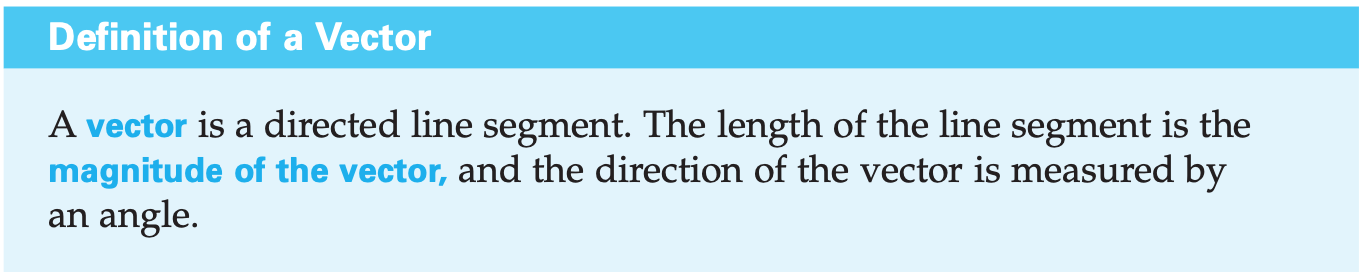 Definition of a Vector
A vector is a directed line segment. The length of the line segment is the
magnitude of the vector, and the direction of the vector is measured by
an angle.